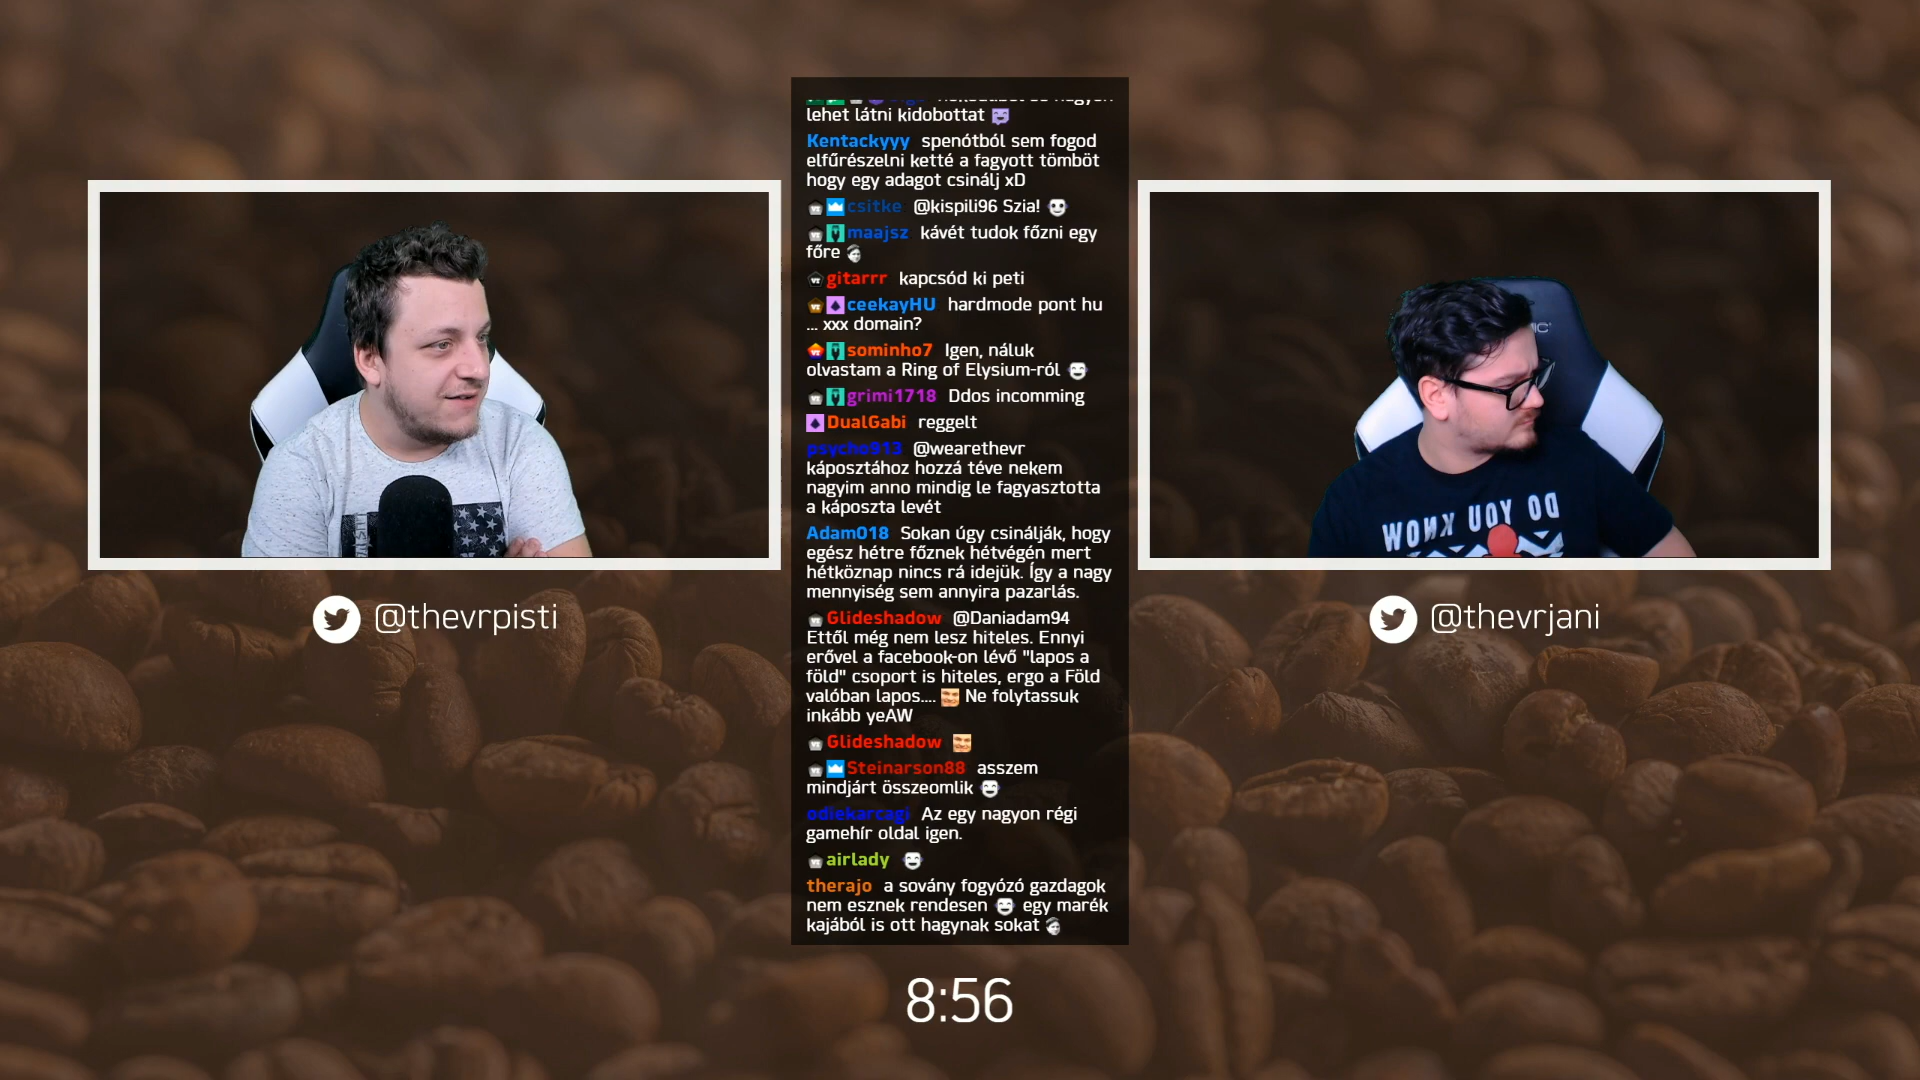 lehet látni kidobottat
Kentackyyy spenótból sem fogod
elfűrészelni ketté a fagyott tömböt
hogy egy adagot csinálj xD
csitke @kispili96 Szia!
maajsz kávét tudok főzni egy
főre
gitarrr kapcsód ki peti
ceekayHU hardmode pont hu
... xxx domain?
sominho7 Igen, náluk
olvastam a Ring of Elysium-ról
grimi1718 Ddos incomming
DualGabi reggelt
psycho913 @wearethevr
káposztához hozzá téve nekem
nagyim anno mindig le fagyasztotta
a káposzta levét
Adam018 Sokan úgy csinálják, hogy
egész hétre főznek hétvégén mert
hétköznap nincs rá idejük. Így a nagy
mennyiség sem annyira pazarlás.
Glideshadow @Daniadam94
Ettől még nem lesz hiteles. Ennyi
erővel a facebook-on lévő "lapos a
föld" csoport is hiteles, ergo a Föld
valóban lapos.... Ne folytassuk
inkább yeAW
Glideshadow
Steinarson88 asszem
mindjárt összeomlik
odiekarcagi Az egy nagyon régi
gamehír oldal igen.
airlady
therajo a sovány fogyózó gazdagok
nem esznek rendesen egy marék
kajából is ott hagynak sokat
8:56
@thevrpisti
DO YOU KNOW
@thevrjani